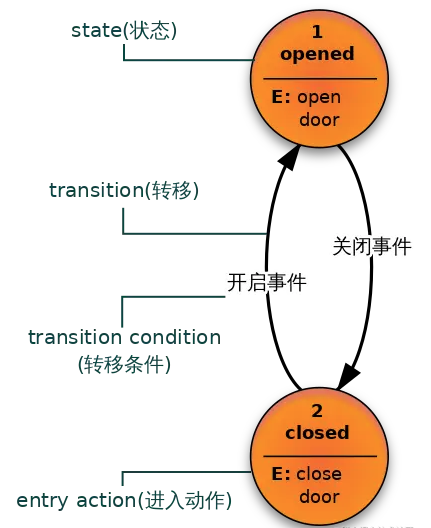 state(状态)
1
opened
E: open
door
transition(转移)
关闭事件
开启事件
transition condition
(转移条件)
2
closed
E: close
door
entry action(进入动作)